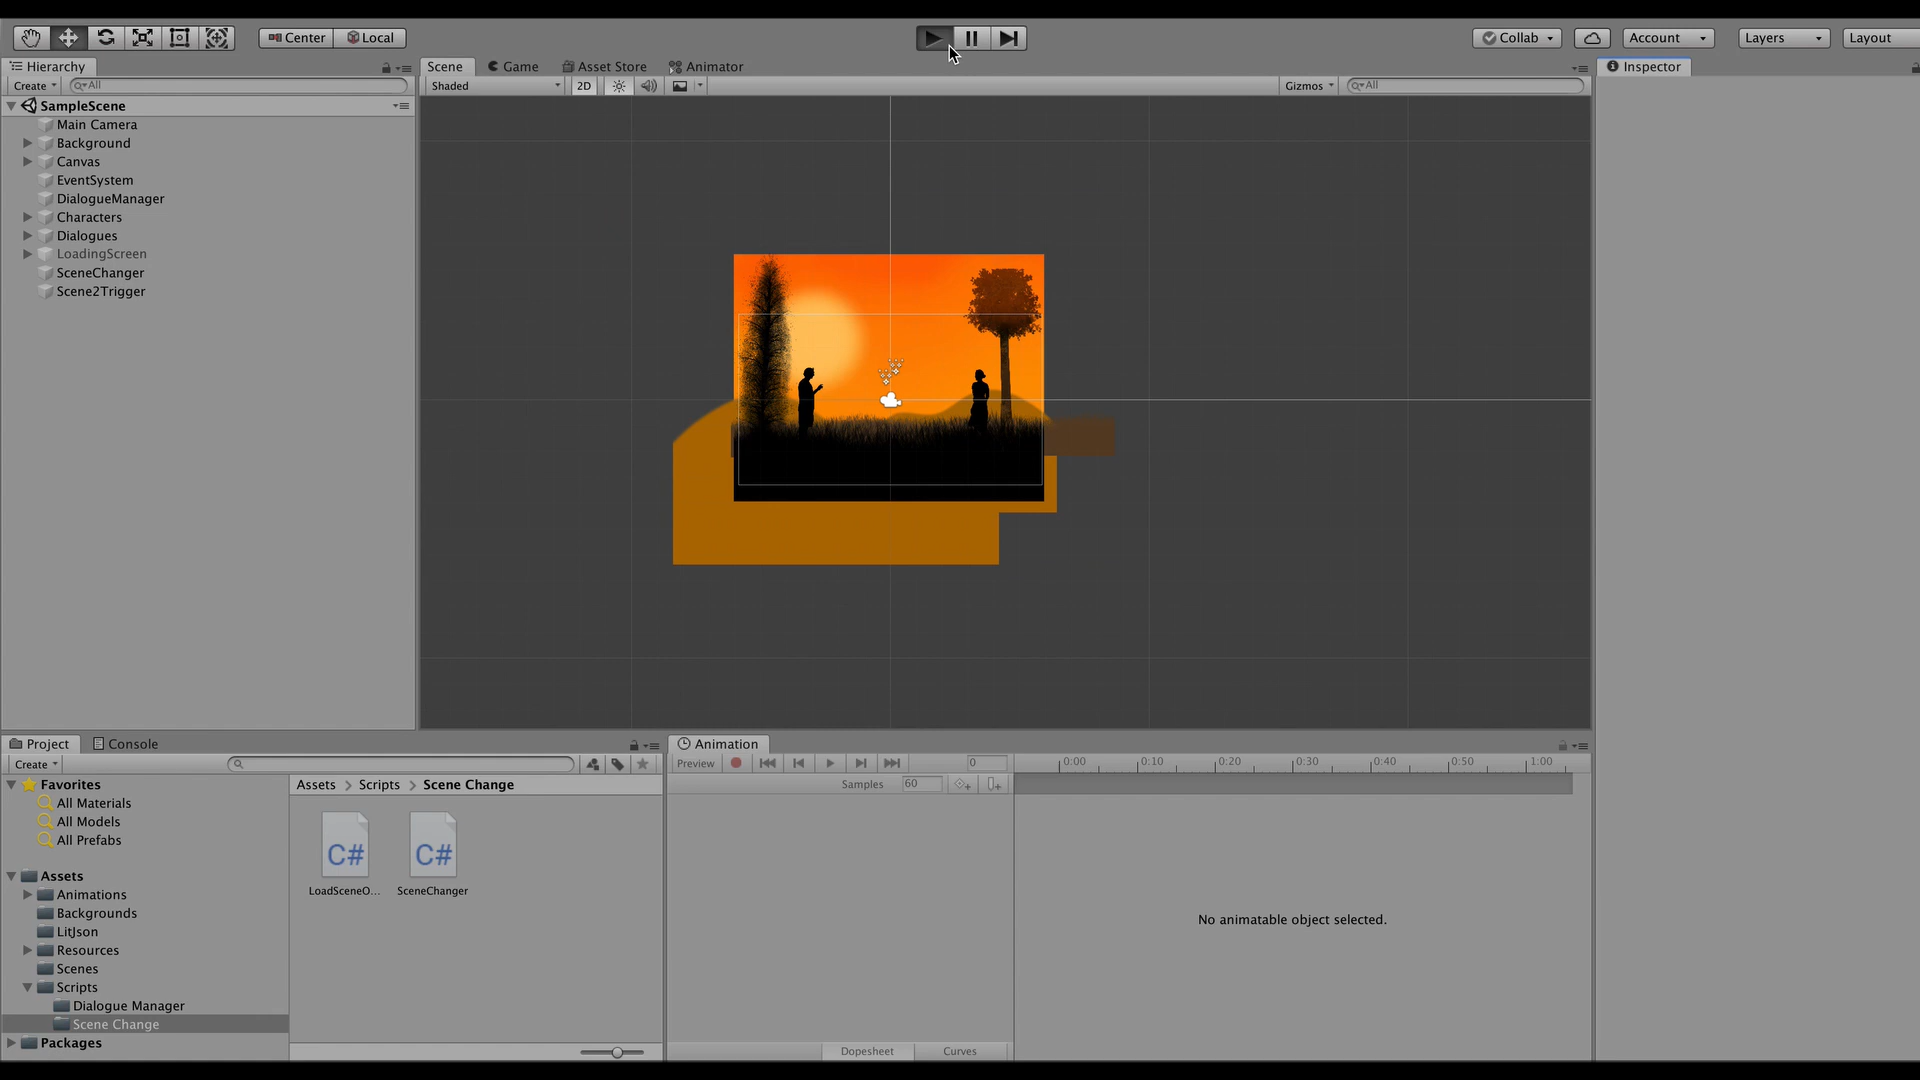 Center Local Collab Account Layers Layout
Hierarchy Scene Game Asset Store Animator Inspector
Create All Shaded 2D Gizmos All
SampleScene
Main Camera
Background
Canvas
EventSystem
DialogueManager
Characters
Dialogues
LoadingScreen
SceneChanger
Scene2Trigger
Project Console Animation
Create Preview 0 0:00 0:10 0:20 0:30 0:40 0:50 1:00
Favorites Assets > Scripts > Scene Change Samples 60
All Materials
All Models
All Prefabs
C# C#
LoadSceneO... SceneChanger
Assets
Animations
Backgrounds
No animatable object selected.
LitJson
Resources
Scenes
Scripts
Dialogue Manager
Scene Change
Packages
Dopesheet Curves